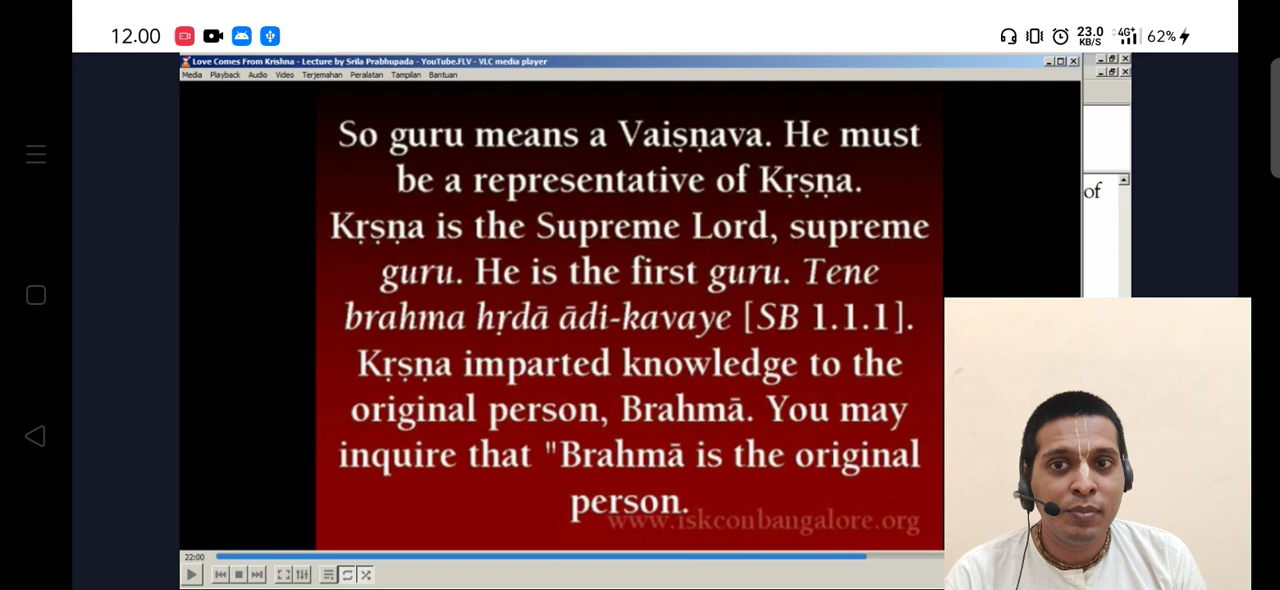 12.00
23.0
KB/S
4G+
62%
Love Comes From Krishna - Lecture by Srila Prabhupada - YouTube.FLV - VLC media player
Media Playback Audio Video Terjemahan Peralatan Tampilan Bantuan
So guru means a Vaiṣṇava. He must
be a representative of Kṛṣṇa.
Kṛṣṇa is the Supreme Lord, supreme
guru. He is the first guru. Tene
brahma hṛdā ādi-kavaye [SB 1.1.1].
Kṛṣṇa imparted knowledge to the
original person, Brahmā. You may
inquire that "Brahmā is the original
person.
www.iskconbangalore.org
of
22:00